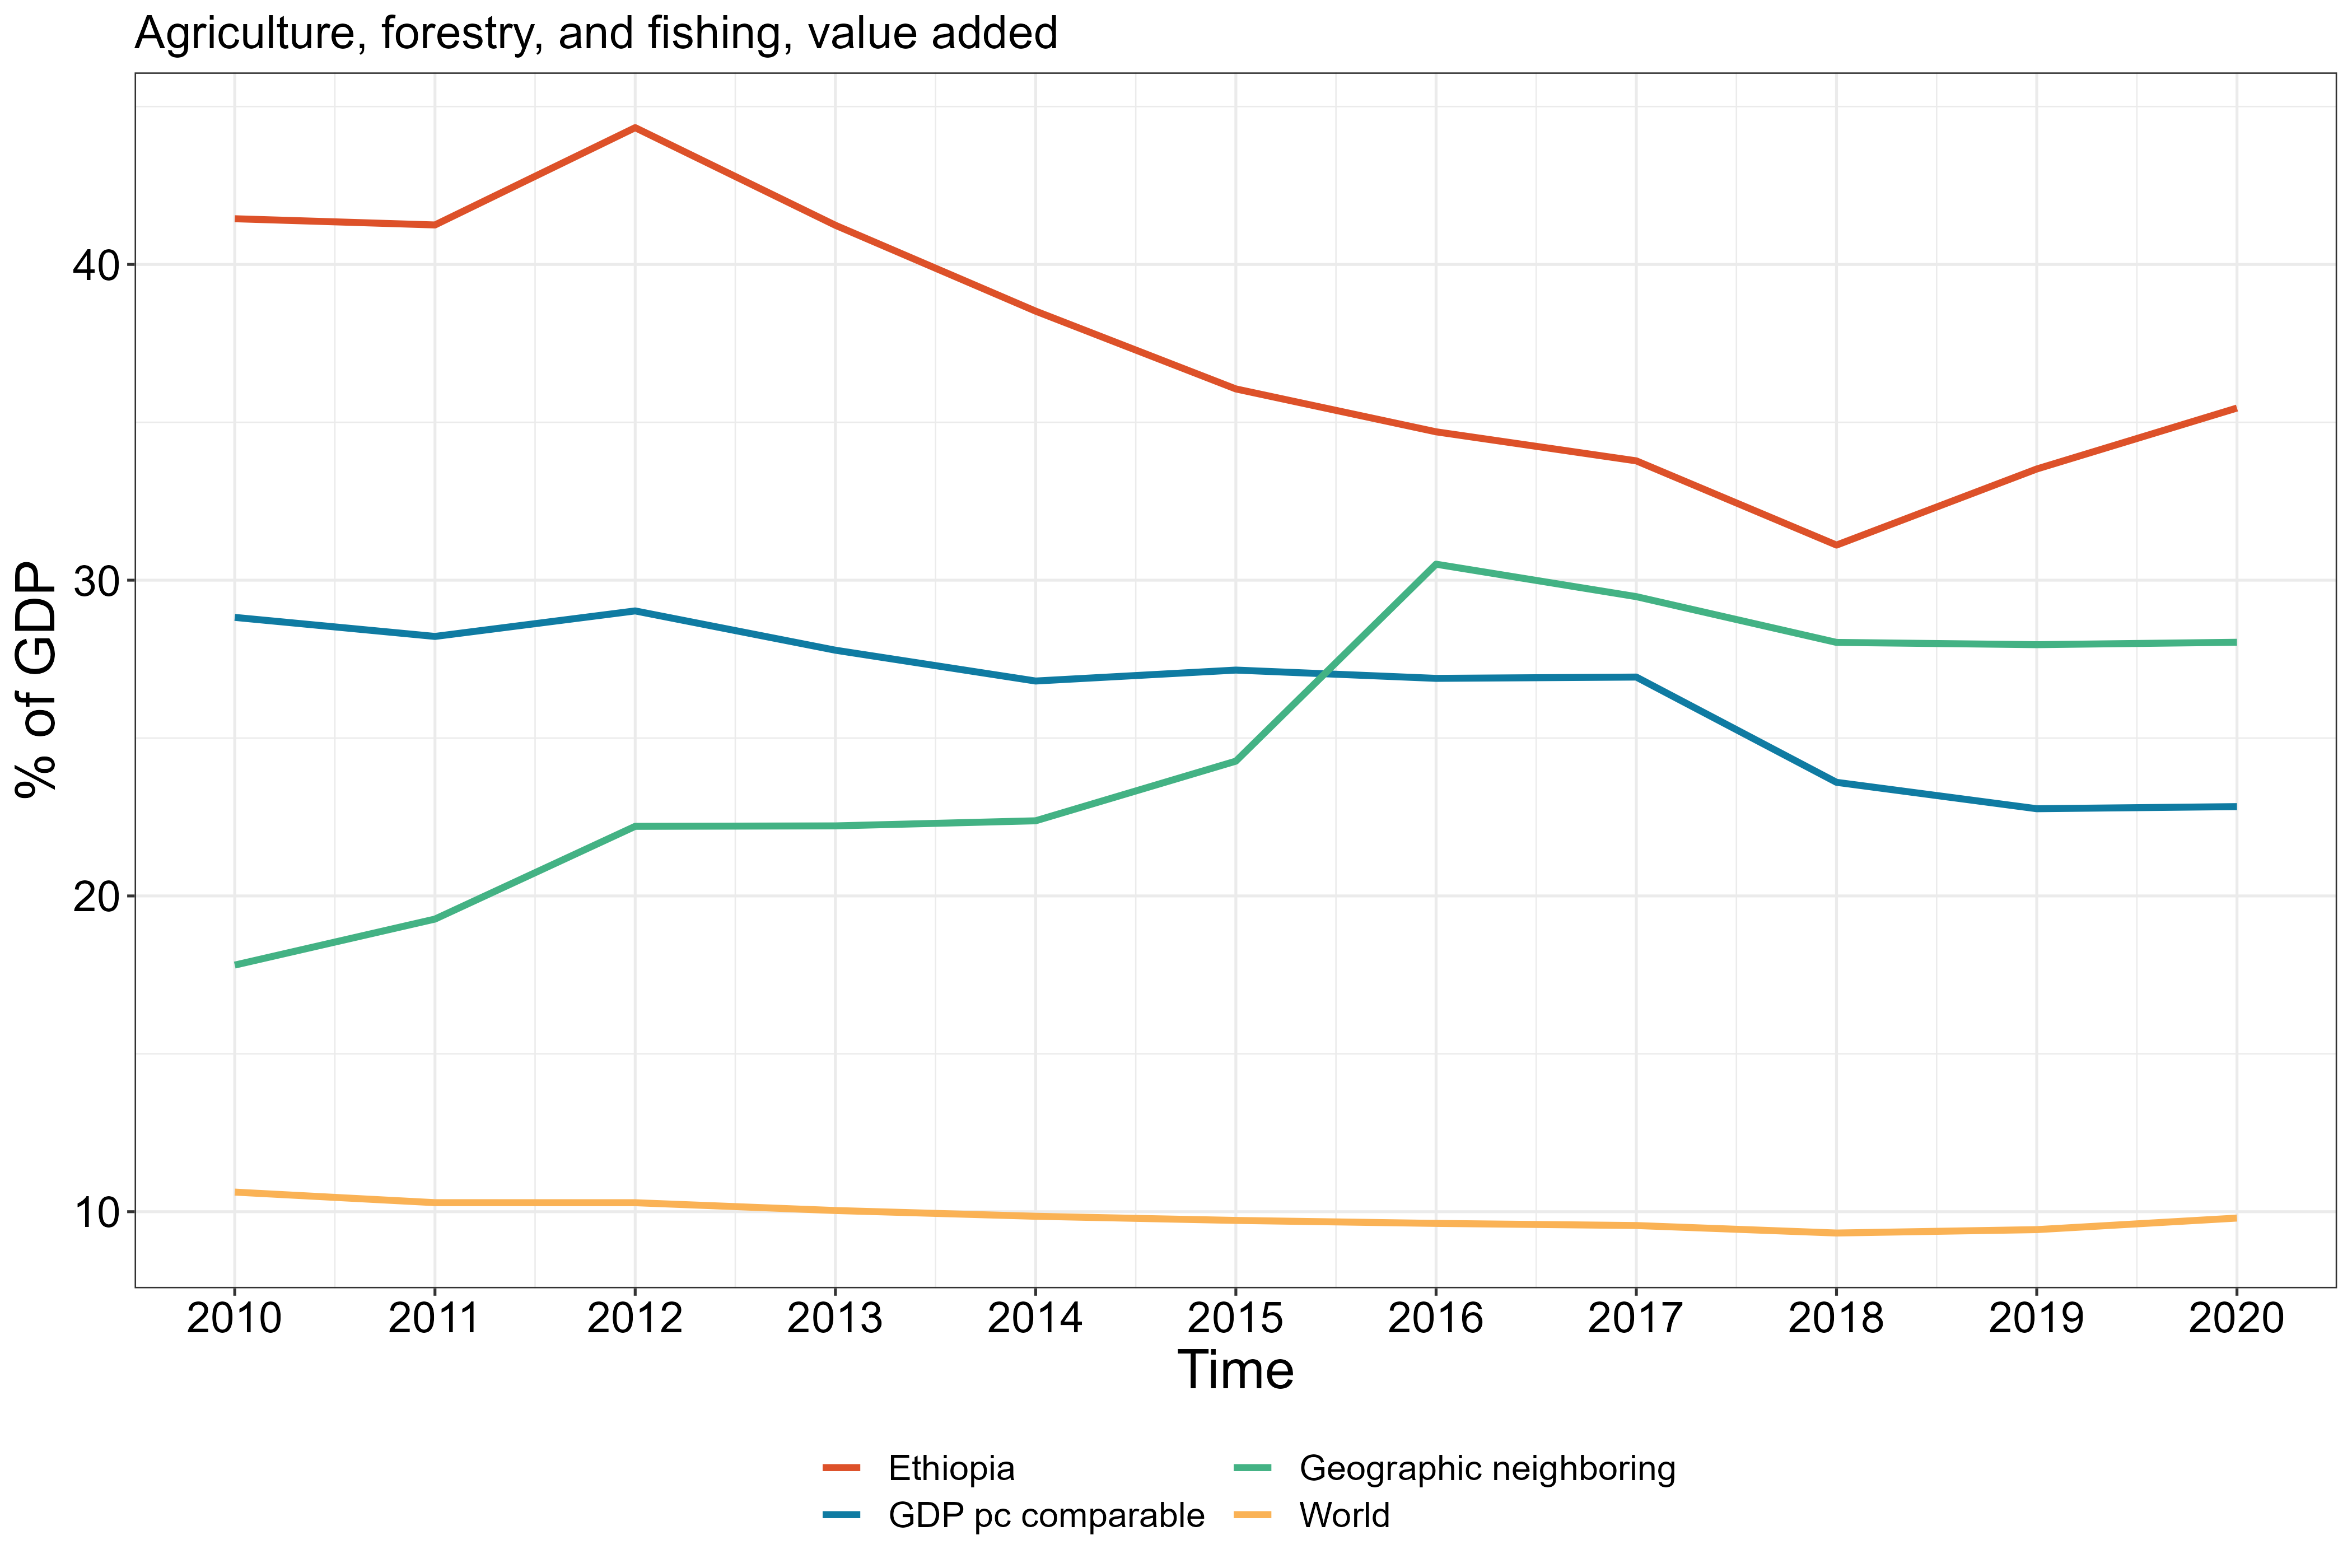 Agriculture, forestry, and fishing, value added
% of GDP
40
30
20
10
2010 2011 2012 2013 2014 2015 2016 2017 2018 2019 2020
Time
Ethiopia
GDP pc comparable
Geographic neighboring
World